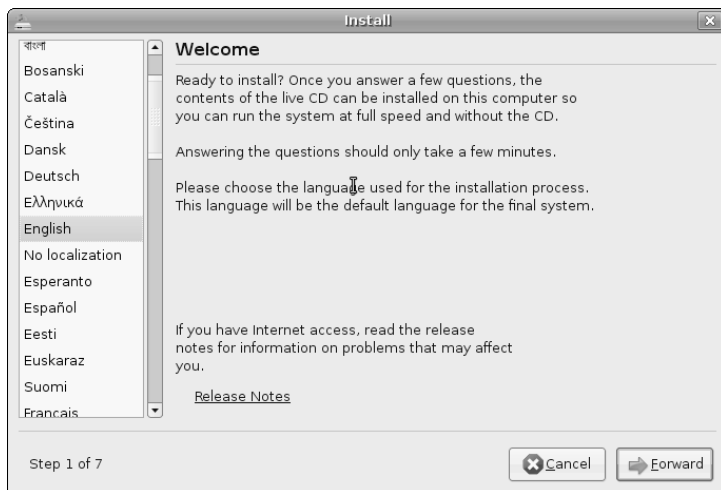 Install
বাংলা
Bosanski
Català
Čeština
Dansk
Deutsch
Ελληνικά
English
No localization
Esperanto
Español
Eesti
Euskaraz
Suomi
Français
Welcome
Ready to install? Once you answer a few questions, the
contents of the live CD can be installed on this computer so
you can run the system at full speed and without the CD.
Answering the questions should only take a few minutes.
Please choose the language used for the installation process.
This language will be the default language for the final system.
If you have Internet access, read the release
notes for information on problems that may affect
you.
Release Notes
Step 1 of 7
Cancel
Forward